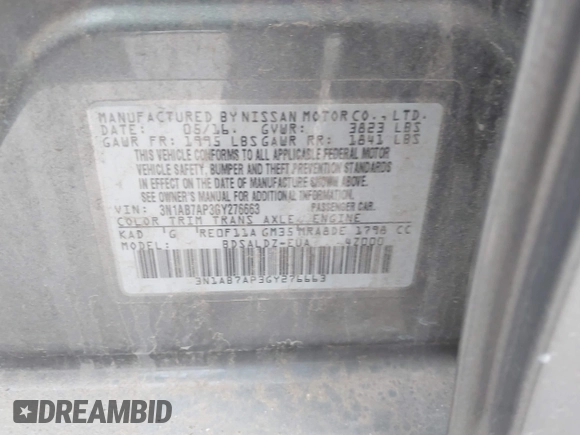 MANUFACTURED BY NISSAN MOTOR CO., LTD.
DATE: 06/16. GVWR: 3823 LBS
GAWR FR: 1995 LBS GAWR RR: 1841 LBS
THIS VEHICLE CONFORMS TO ALL APPLICABLE FEDERAL MOTOR
VEHICLE SAFETY, BUMPER AND THEFT PREVENTION STANDARDS
IN EFFECT ON THE DATE OF MANUFACTURE SHOWN ABOVE.
SEE OWNER'S MANUAL FOR ADDITIONAL INFORMATION
VIN: 3N1AB7AP3GY276663 PASSENGER CAR
COLOR TRIM TRANS AXLE ENGINE
KAD G RE0F11A GM35 MRA8DE 1798 CC
BDSALDZ-EUA 4Z000
3N1AB7AP3GY276663
DREAMBID